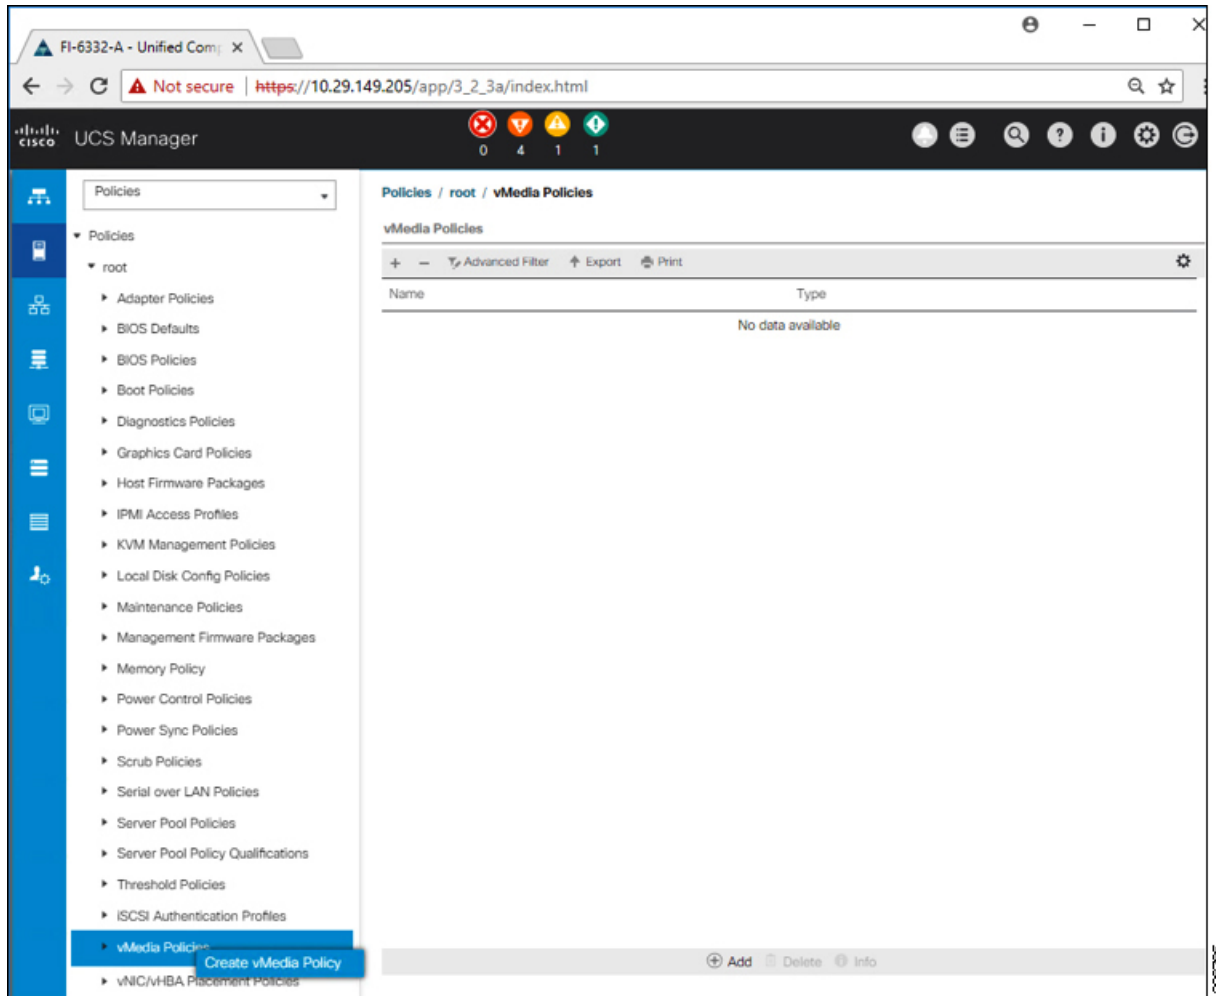 FI-6332-A - Unified Com
Not secure https://10.29.149.205/app/3_2_3a/index.html
cisco UCS Manager
0 4 1 1
Policies
Policies / root / vMedia Policies
vMedia Policies
Policies
root
+ − Advanced Filter Export Print
Name Type
No data available
Adapter Policies
BIOS Defaults
BIOS Policies
Boot Policies
Diagnostics Policies
Graphics Card Policies
Host Firmware Packages
IPMI Access Profiles
KVM Management Policies
Local Disk Config Policies
Maintenance Policies
Management Firmware Packages
Memory Policy
Power Control Policies
Power Sync Policies
Scrub Policies
Serial over LAN Policies
Server Pool Policies
Server Pool Policy Qualifications
Threshold Policies
iSCSI Authentication Profiles
vMedia Policies
Create vMedia Policy
vNIC/vHBA Placement Policies
Add Delete Info